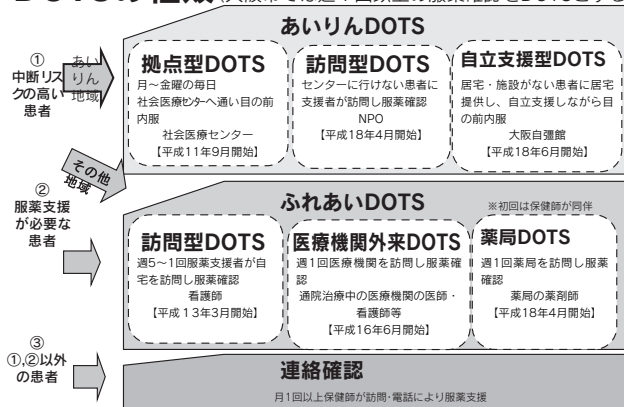 DOTSの種類(大阪市では週1回以上の服薬確認をDOTSとする
あいりんDOTS
①
中断リス
クの高い
患者
あい
りん
地域
拠点型DOTS
月~金曜の毎日
社会医療センターへ通い目の前
内服
社会医療センター
【平成11年9月開始】
訪問型DOTS
センターに行けない患者に
支援者が訪問し服薬確認
NPO
【平成18年4月開始】
自立支援型DOTS
居宅・施設がない患者に居宅
提供し、自立支援しながら目
の前内服
大阪自彊館
【平成18年6月開始】
その他
地域
②
服薬支援
が必要な
患者
ふれあいDOTS
※初回は保健師が同伴
訪問型DOTS
週5~1回服薬支援者が自
宅を訪問し服薬確認
看護師
【平成13年3月開始】
医療機関外来DOTS
週1回医療機関を訪問し服薬確
認
通院治療中の医療機関の医師・
看護師等
【平成16年6月開始】
薬局DOTS
週1回薬局を訪問し服薬
確認
薬局の薬剤師
【平成18年4月開始】
③
①,②以外
の患者
連絡確認
月1回以上保健師が訪問・電話により服薬支援